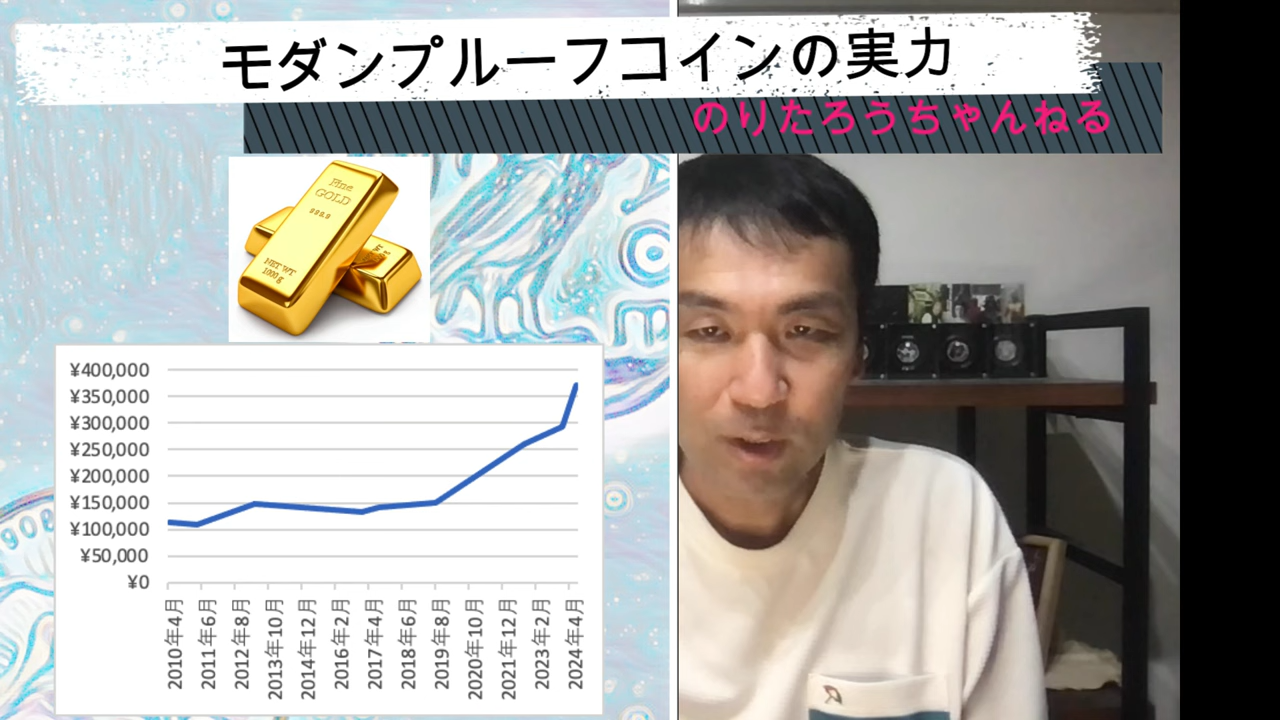 モダンプルーフコインの実力
のりたろうちゃんねる
Fine
GOLD
999.9
NET WT
1000g
¥400,000
¥350,000
¥300,000
¥250,000
¥200,000
¥150,000
¥100,000
¥50,000
¥0
2010年4月
2011年6月
2012年8月
2013年10月
2014年12月
2016年2月
2017年4月
2018年6月
2019年8月
2020年10月
2021年12月
2023年2月
2024年4月